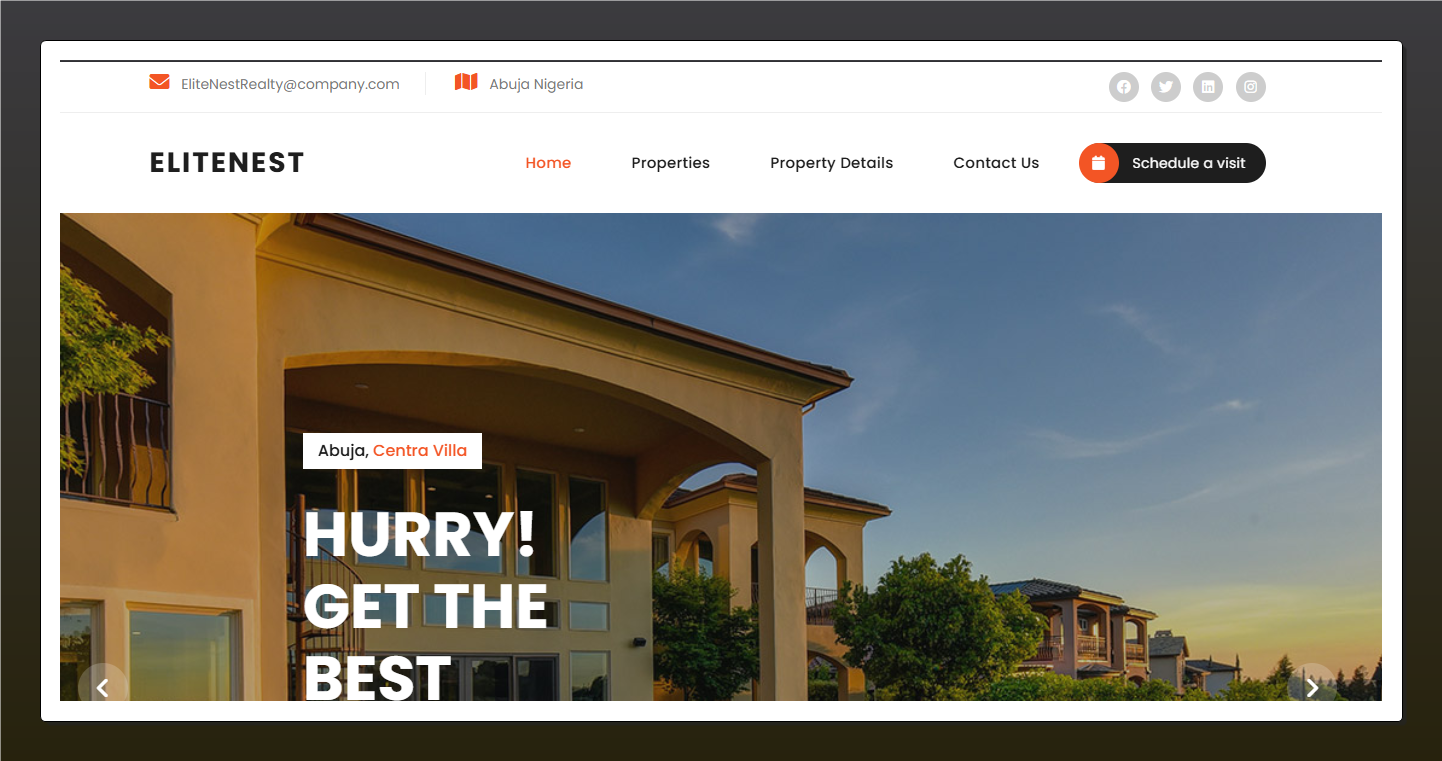 EliteNestRealty@company.com
Abuja Nigeria
ELITENEST
Home
Properties
Property Details
Contact Us
Schedule a visit
Abuja, Centra Villa
HURRY!
GET THE
BEST